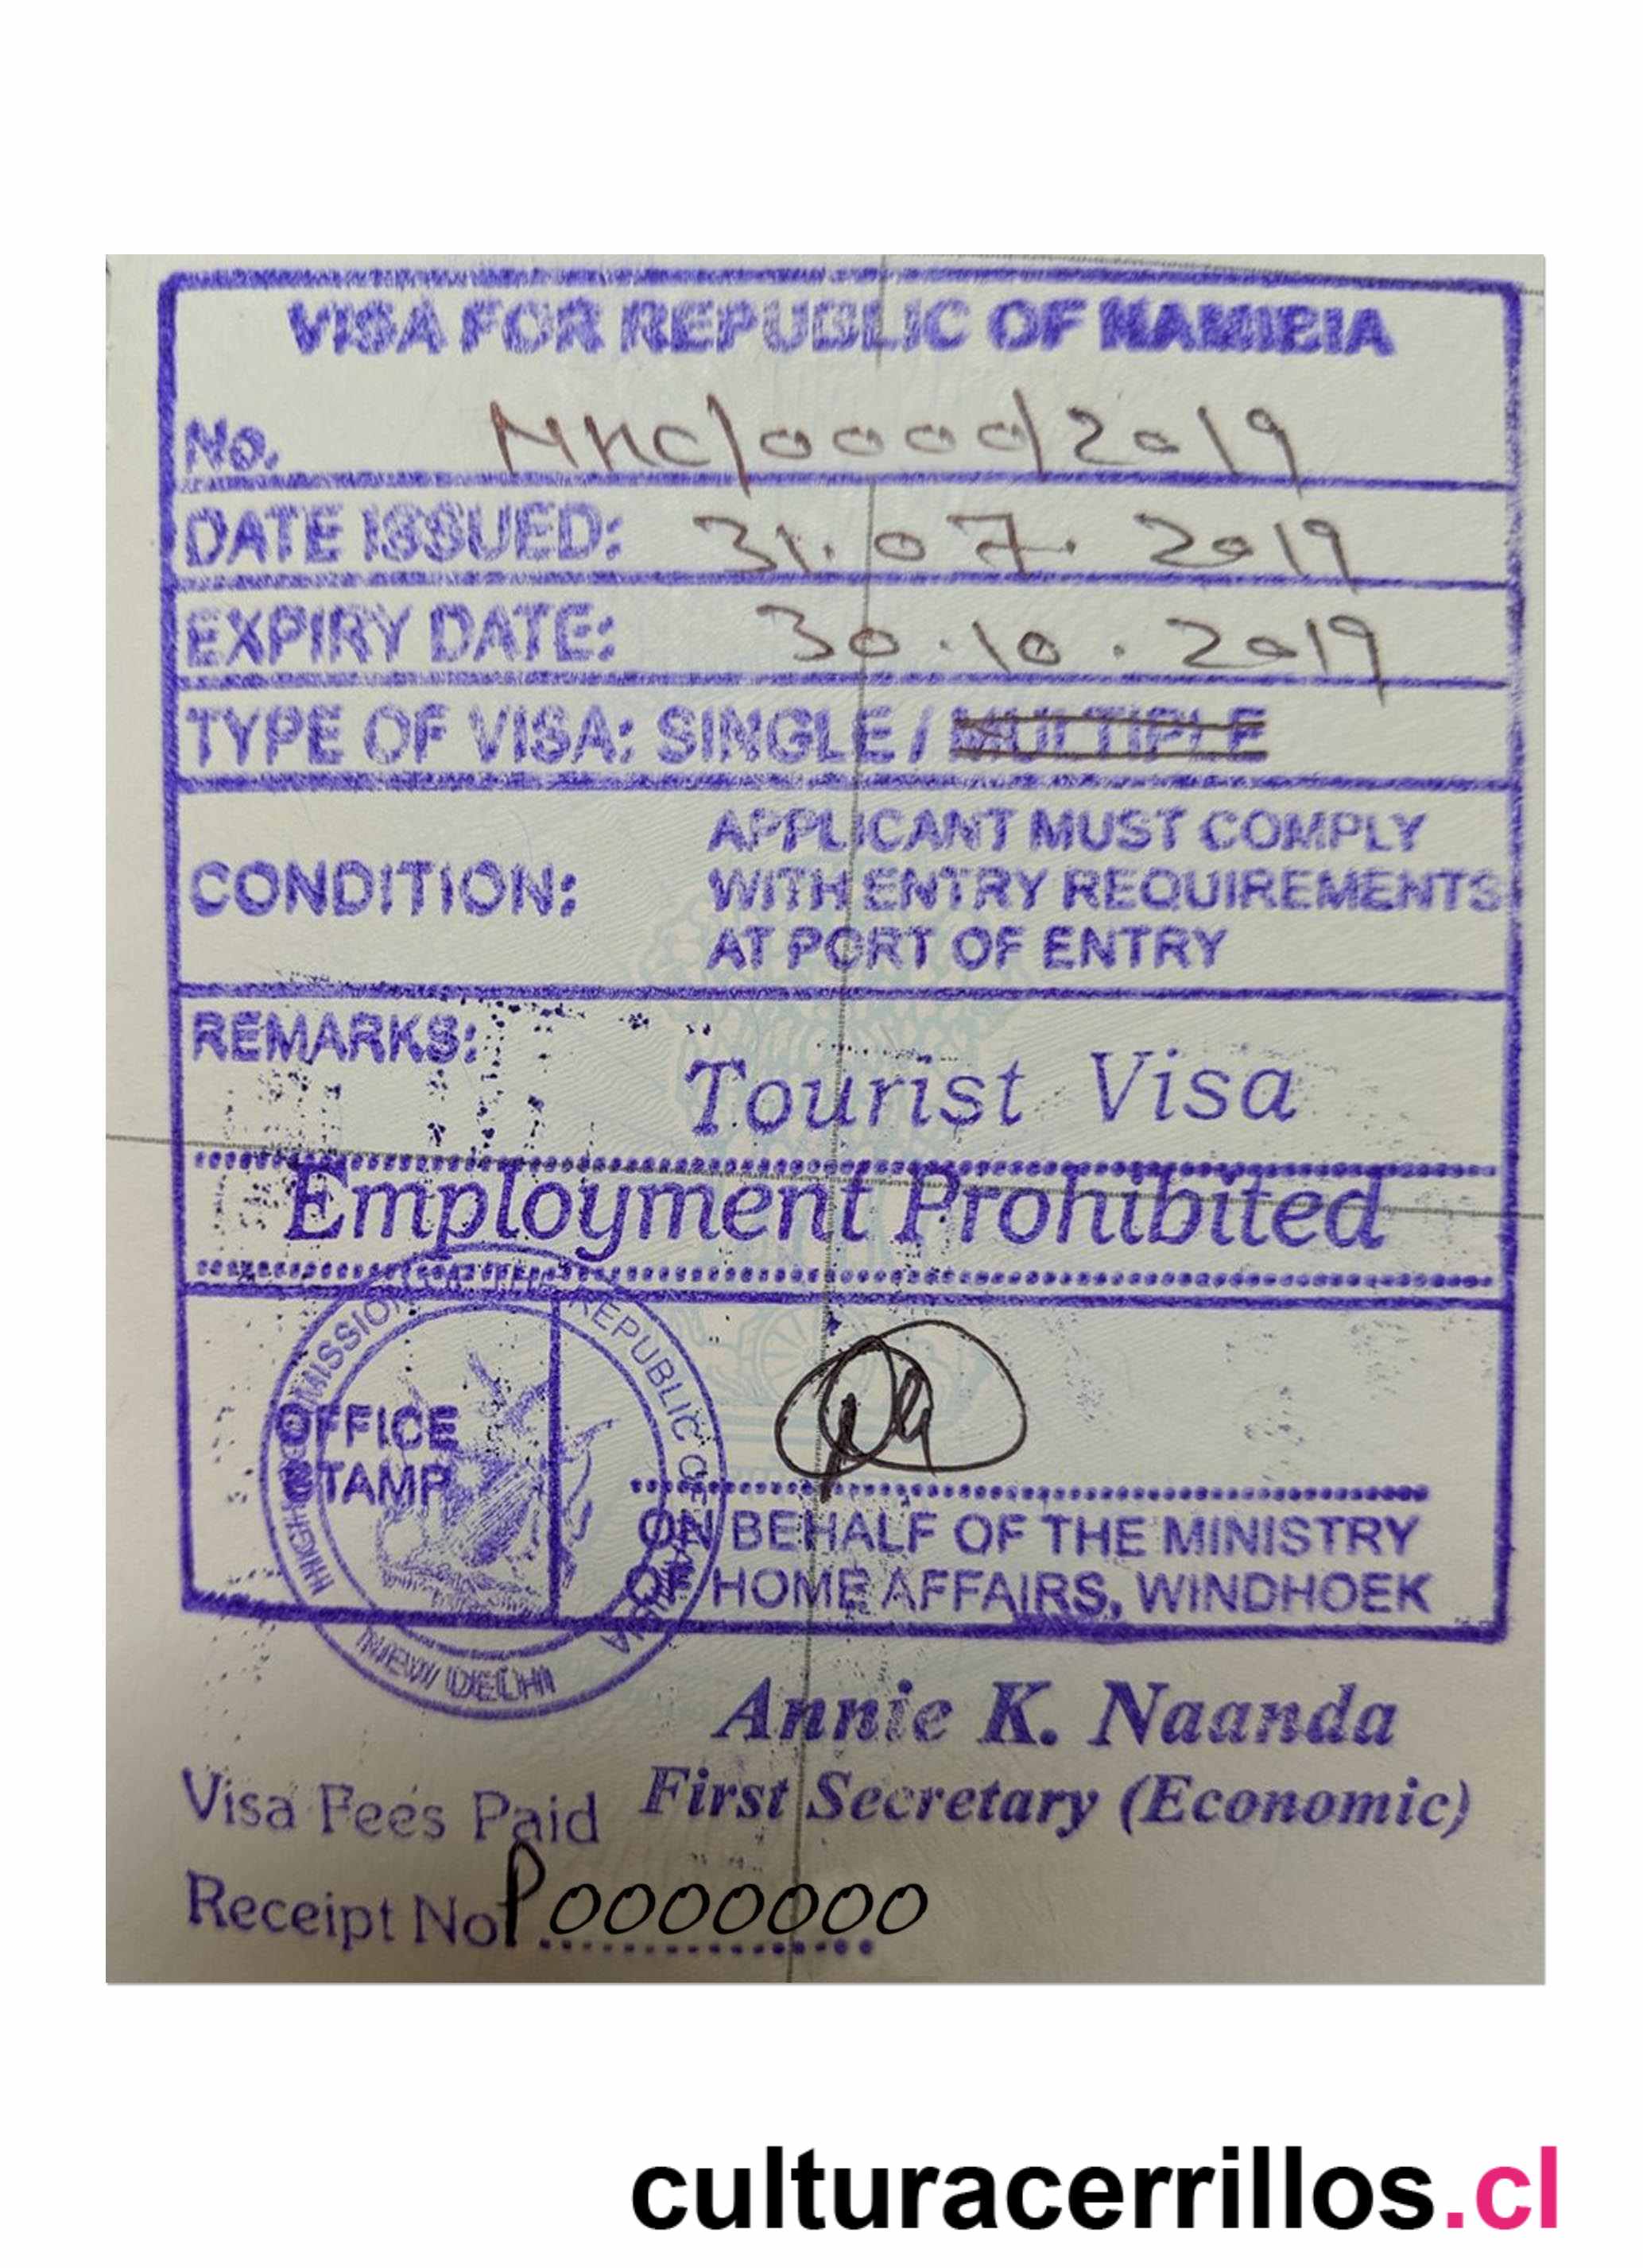 VISA FOR REPUBLIC OF NAMIBIA
No. NHC/0000/2019
DATE ISSUED: 31.07.2019
EXPIRY DATE: 30.10.2019
TYPE OF VISA: SINGLE / MULTIPLE
CONDITION: APPLICANT MUST COMPLY
WITH ENTRY REQUIREMENTS
AT PORT OF ENTRY
REMARKS: Tourist Visa
Employment Prohibited
HIGH COMMISSION OF THE REPUBLIC OF NAMIBIA
NEW DELHI
OFFICE
STAMP
ON BEHALF OF THE MINISTRY
OF HOME AFFAIRS, WINDHOEK
Annie K. Naanda
First Secretary (Economic)
Visa Fees Paid
Receipt No P0000000
culturacerrillos.cl